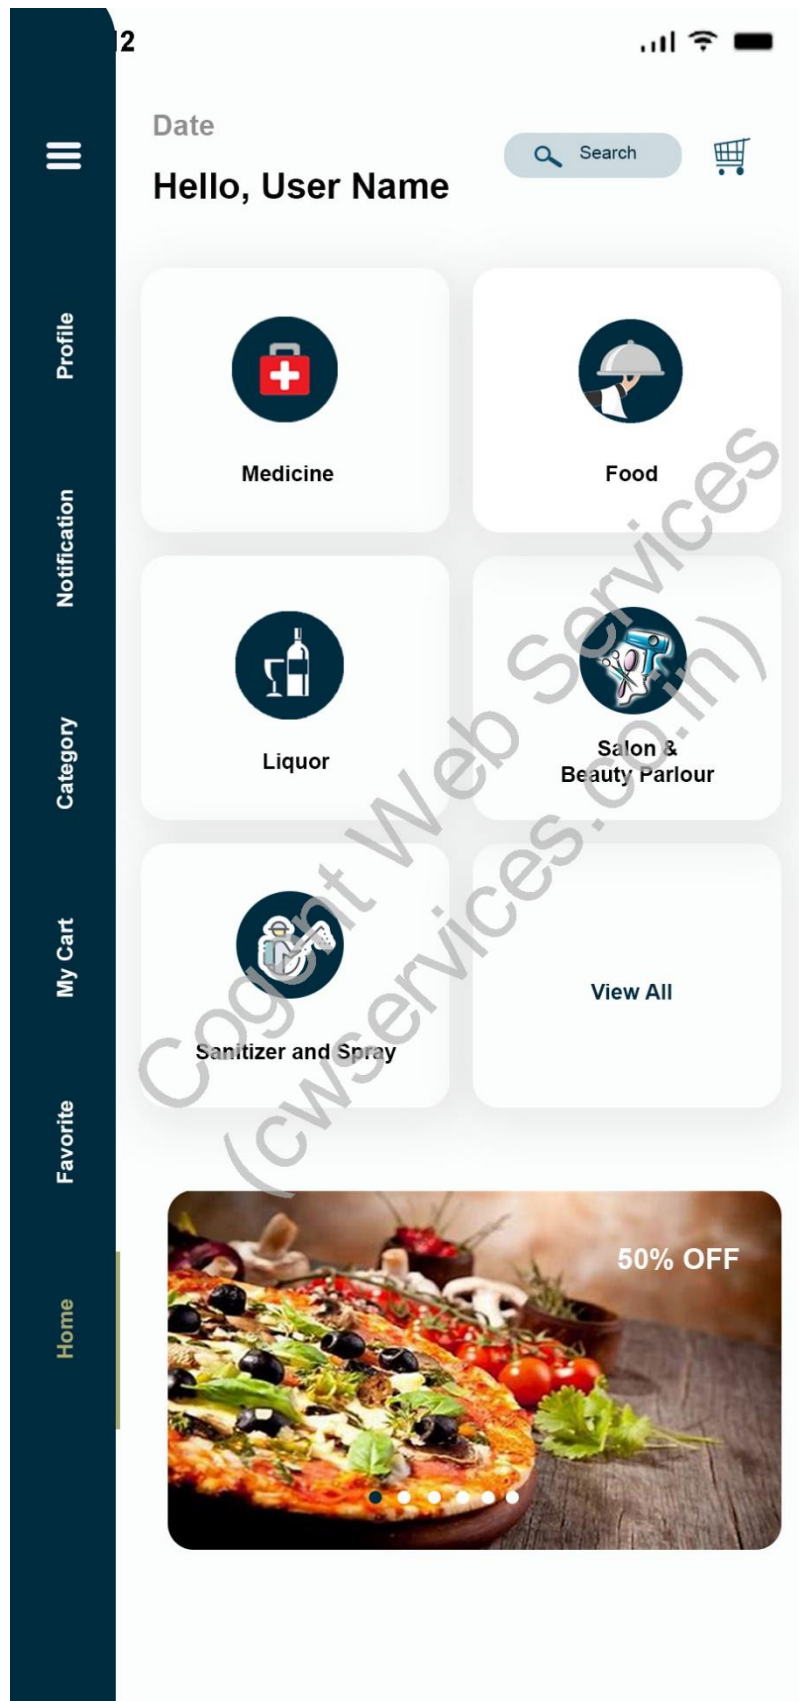 12
Date
Hello, User Name
Search
Profile
Notification
Category
My Cart
Favorite
Home
Medicine
Food
Liquor
Salon &
Beauty Parlour
Sanitizer and Spray
View All
50% OFF
Cogent Web Services
(cwservices.co.in)